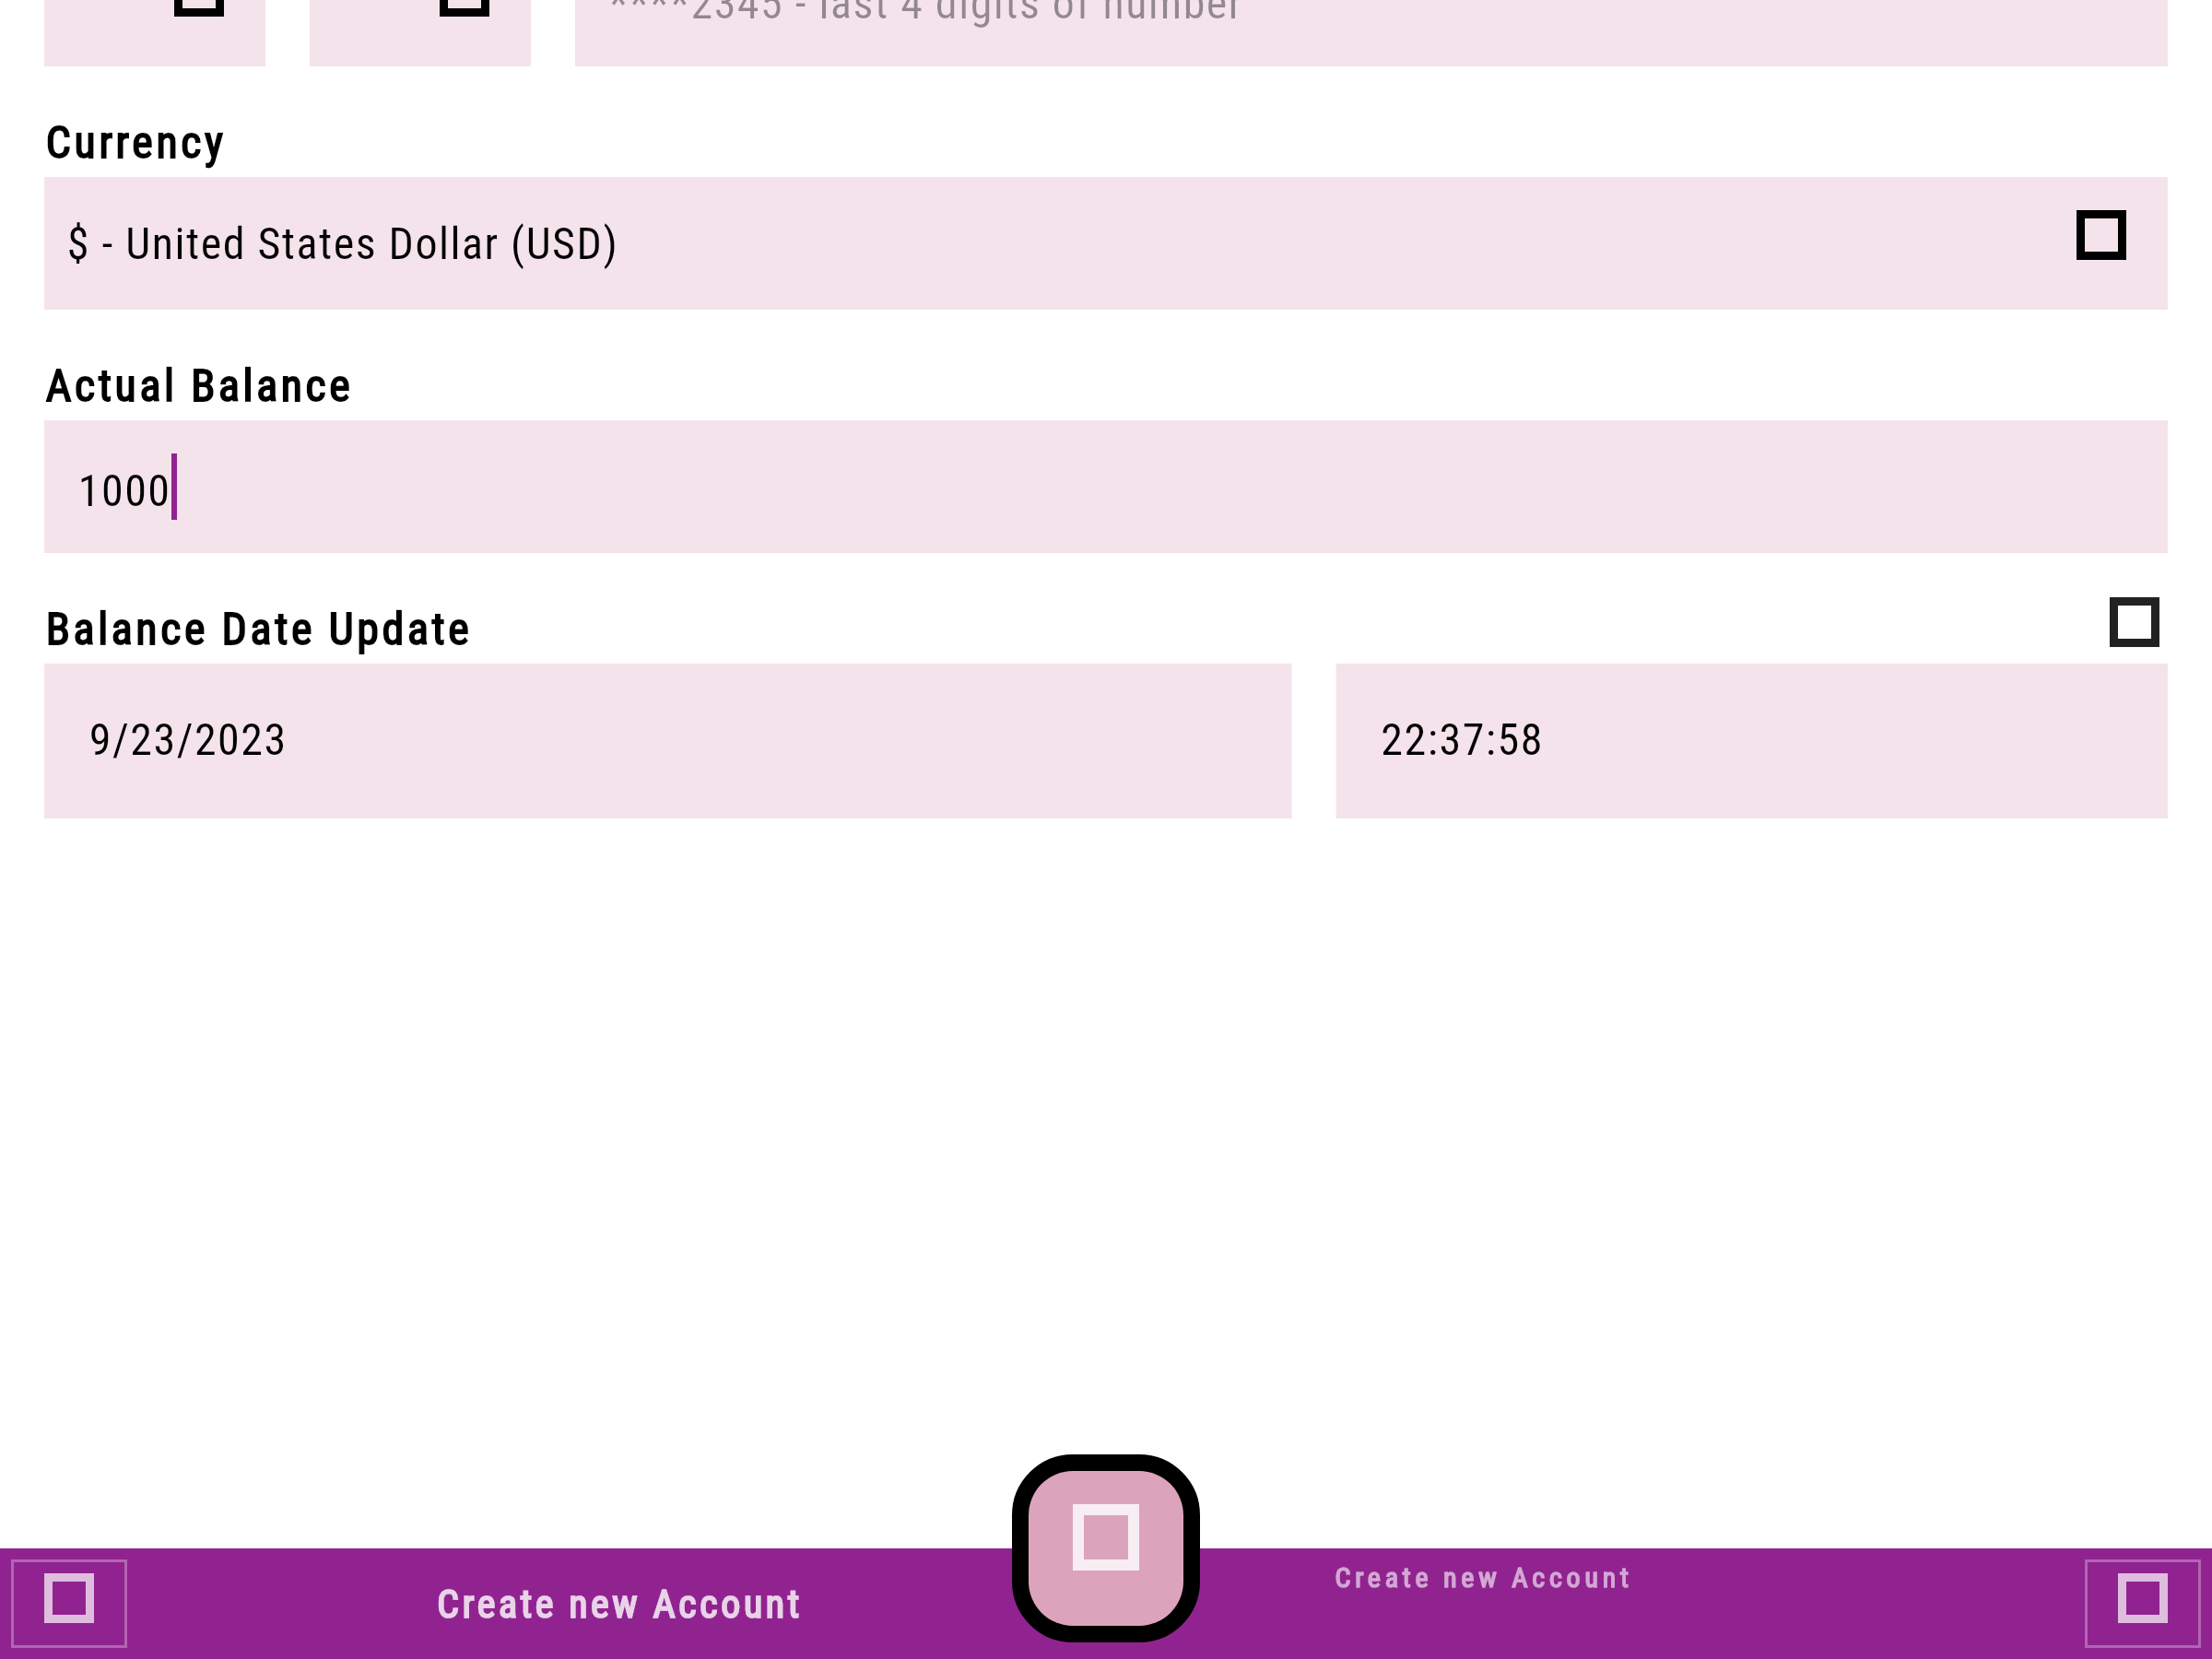 ****2345 - last 4 digits of number
Currency
$ - United States Dollar (USD)
Actual Balance
1000
Balance Date Update
9/23/2023
22:37:58
Create new Account
Create new Account